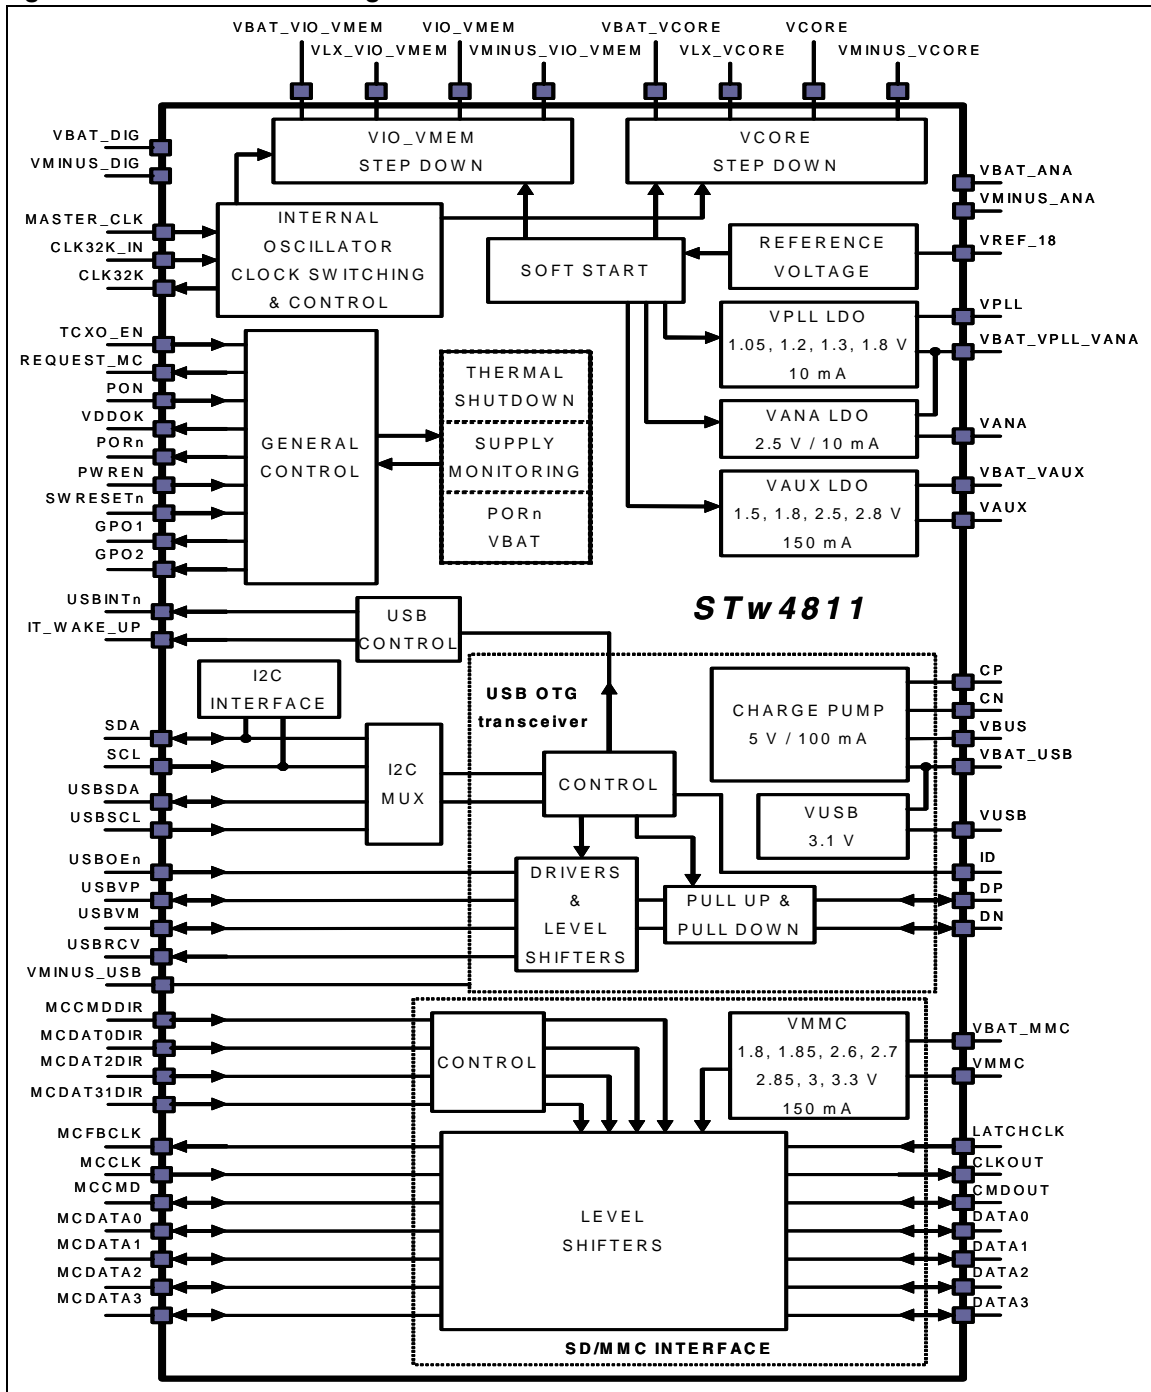 VBAT_VIO_VMEM
VIO_VMEM
VBAT_VCORE
VCORE
VLX_VIO_VMEM
VMINUS_VIO_VMEM
VLX_VCORE
VMINUS_VCORE
VBAT_DIG
VMINUS_DIG
MASTER_CLK
CLK32K_IN
CLK32K
TCXO_EN
REQUEST_MC
PON
VDDOK
PORn
PWREN
SWRESETn
GPO1
GPO2
USBINTn
IT_WAKE_UP
SDA
SCL
USBSDA
USBSCL
USBOEn
USBVP
USBVM
USBRCV
VMINUS_USB
MCCMDDIR
MCDAT0DIR
MCDAT2DIR
MCDAT31DIR
MCFBCLK
MCCLK
MCCMD
MCDATA0
MCDATA1
MCDATA2
MCDATA3
VIO_VMEM
STEP DOWN
VCORE
STEP DOWN
INTERNAL
OSCILLATOR
CLOCK SWITCHING
& CONTROL
SOFT START
REFERENCE
VOLTAGE
VPLL LDO
1.05, 1.2, 1.3, 1.8 V
10 mA
VANA LDO
2.5 V / 10 mA
VAUX LDO
1.5, 1.8, 2.5, 2.8 V
150 mA
GENERAL
CONTROL
THERMAL
SHUTDOWN
SUPPLY
MONITORING
PORn
VBAT
STw4811
USB
CONTROL
I2C
INTERFACE
I2C
MUX
USB OTG
transceiver
CONTROL
CHARGE PUMP
5 V / 100 mA
VUSB
3.1 V
DRIVERS
&
LEVEL
SHIFTERS
PULL UP &
PULL DOWN
CONTROL
VMMC
1.8, 1.85, 2.6, 2.7
2.85, 3, 3.3 V
150 mA
LEVEL
SHIFTERS
SD/MMC INTERFACE
VBAT_ANA
VMINUS_ANA
VREF_18
VPLL
VBAT_VPLL_VANA
VANA
VBAT_VAUX
VAUX
CP
CN
VBUS
VBAT_USB
VUSB
ID
DP
DN
VBAT_MMC
VMMC
LATCHCLK
CLKOUT
CMDOUT
DATA0
DATA1
DATA2
DATA3